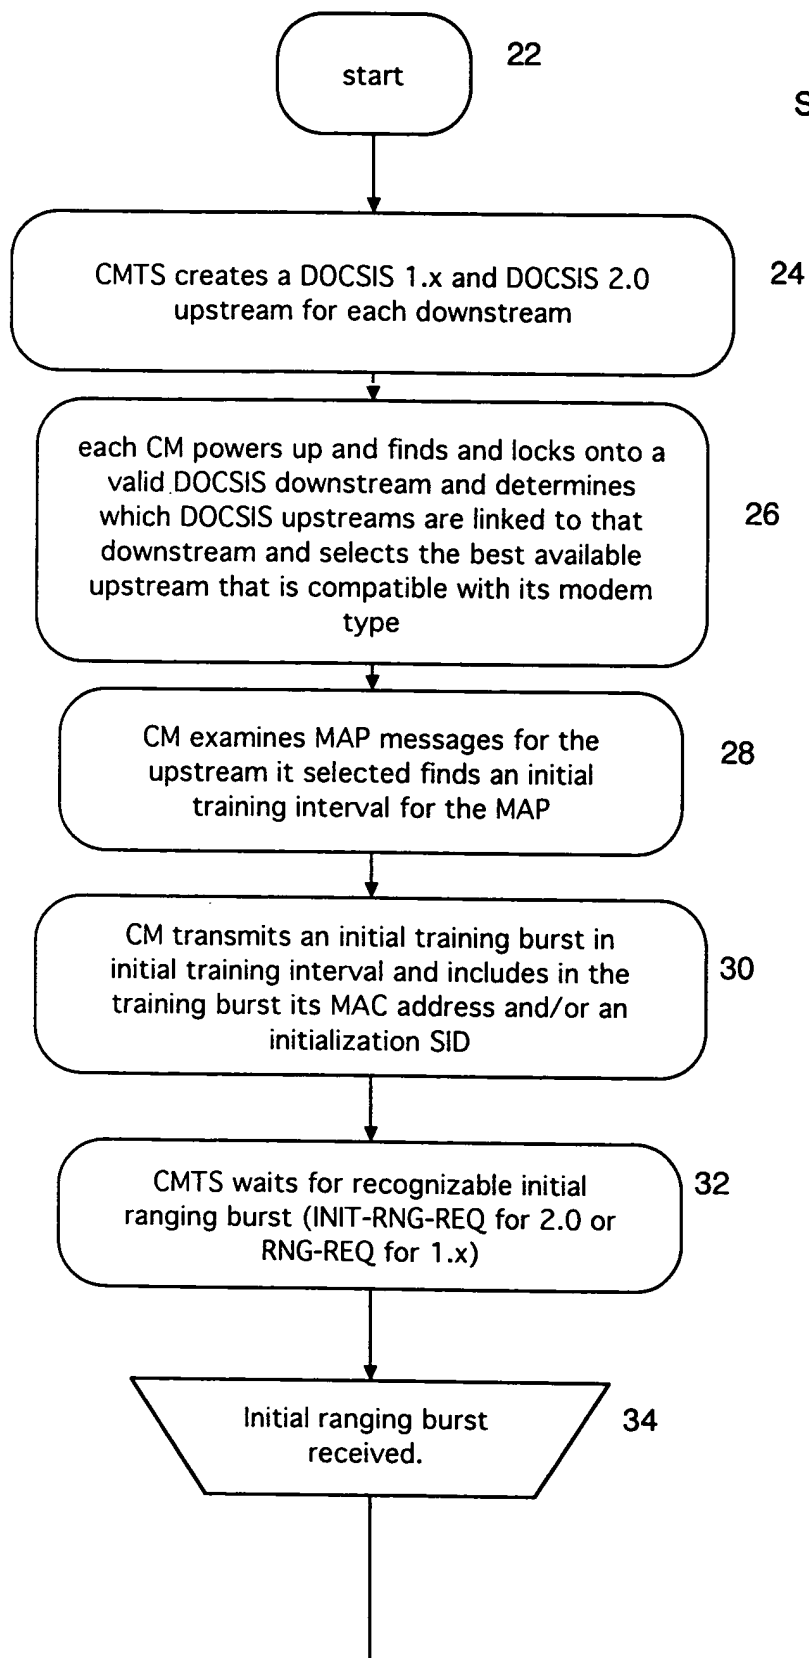 start
22
S
CMTS creates a DOCSIS 1.x and DOCSIS 2.0
upstream for each downstream
24
each CM powers up and finds and locks onto a
valid DOCSIS downstream and determines
which DOCSIS upstreams are linked to that
downstream and selects the best available
upstream that is compatible with its modem
type
26
CM examines MAP messages for the
upstream it selected finds an initial
training interval for the MAP
28
CM transmits an initial training burst in
initial training interval and includes in the
training burst its MAC address and/or an
initialization SID
30
CMTS waits for recognizable initial
ranging burst (INIT-RNG-REQ for 2.0 or
RNG-REQ for 1.x)
32
Initial ranging burst
received.
34